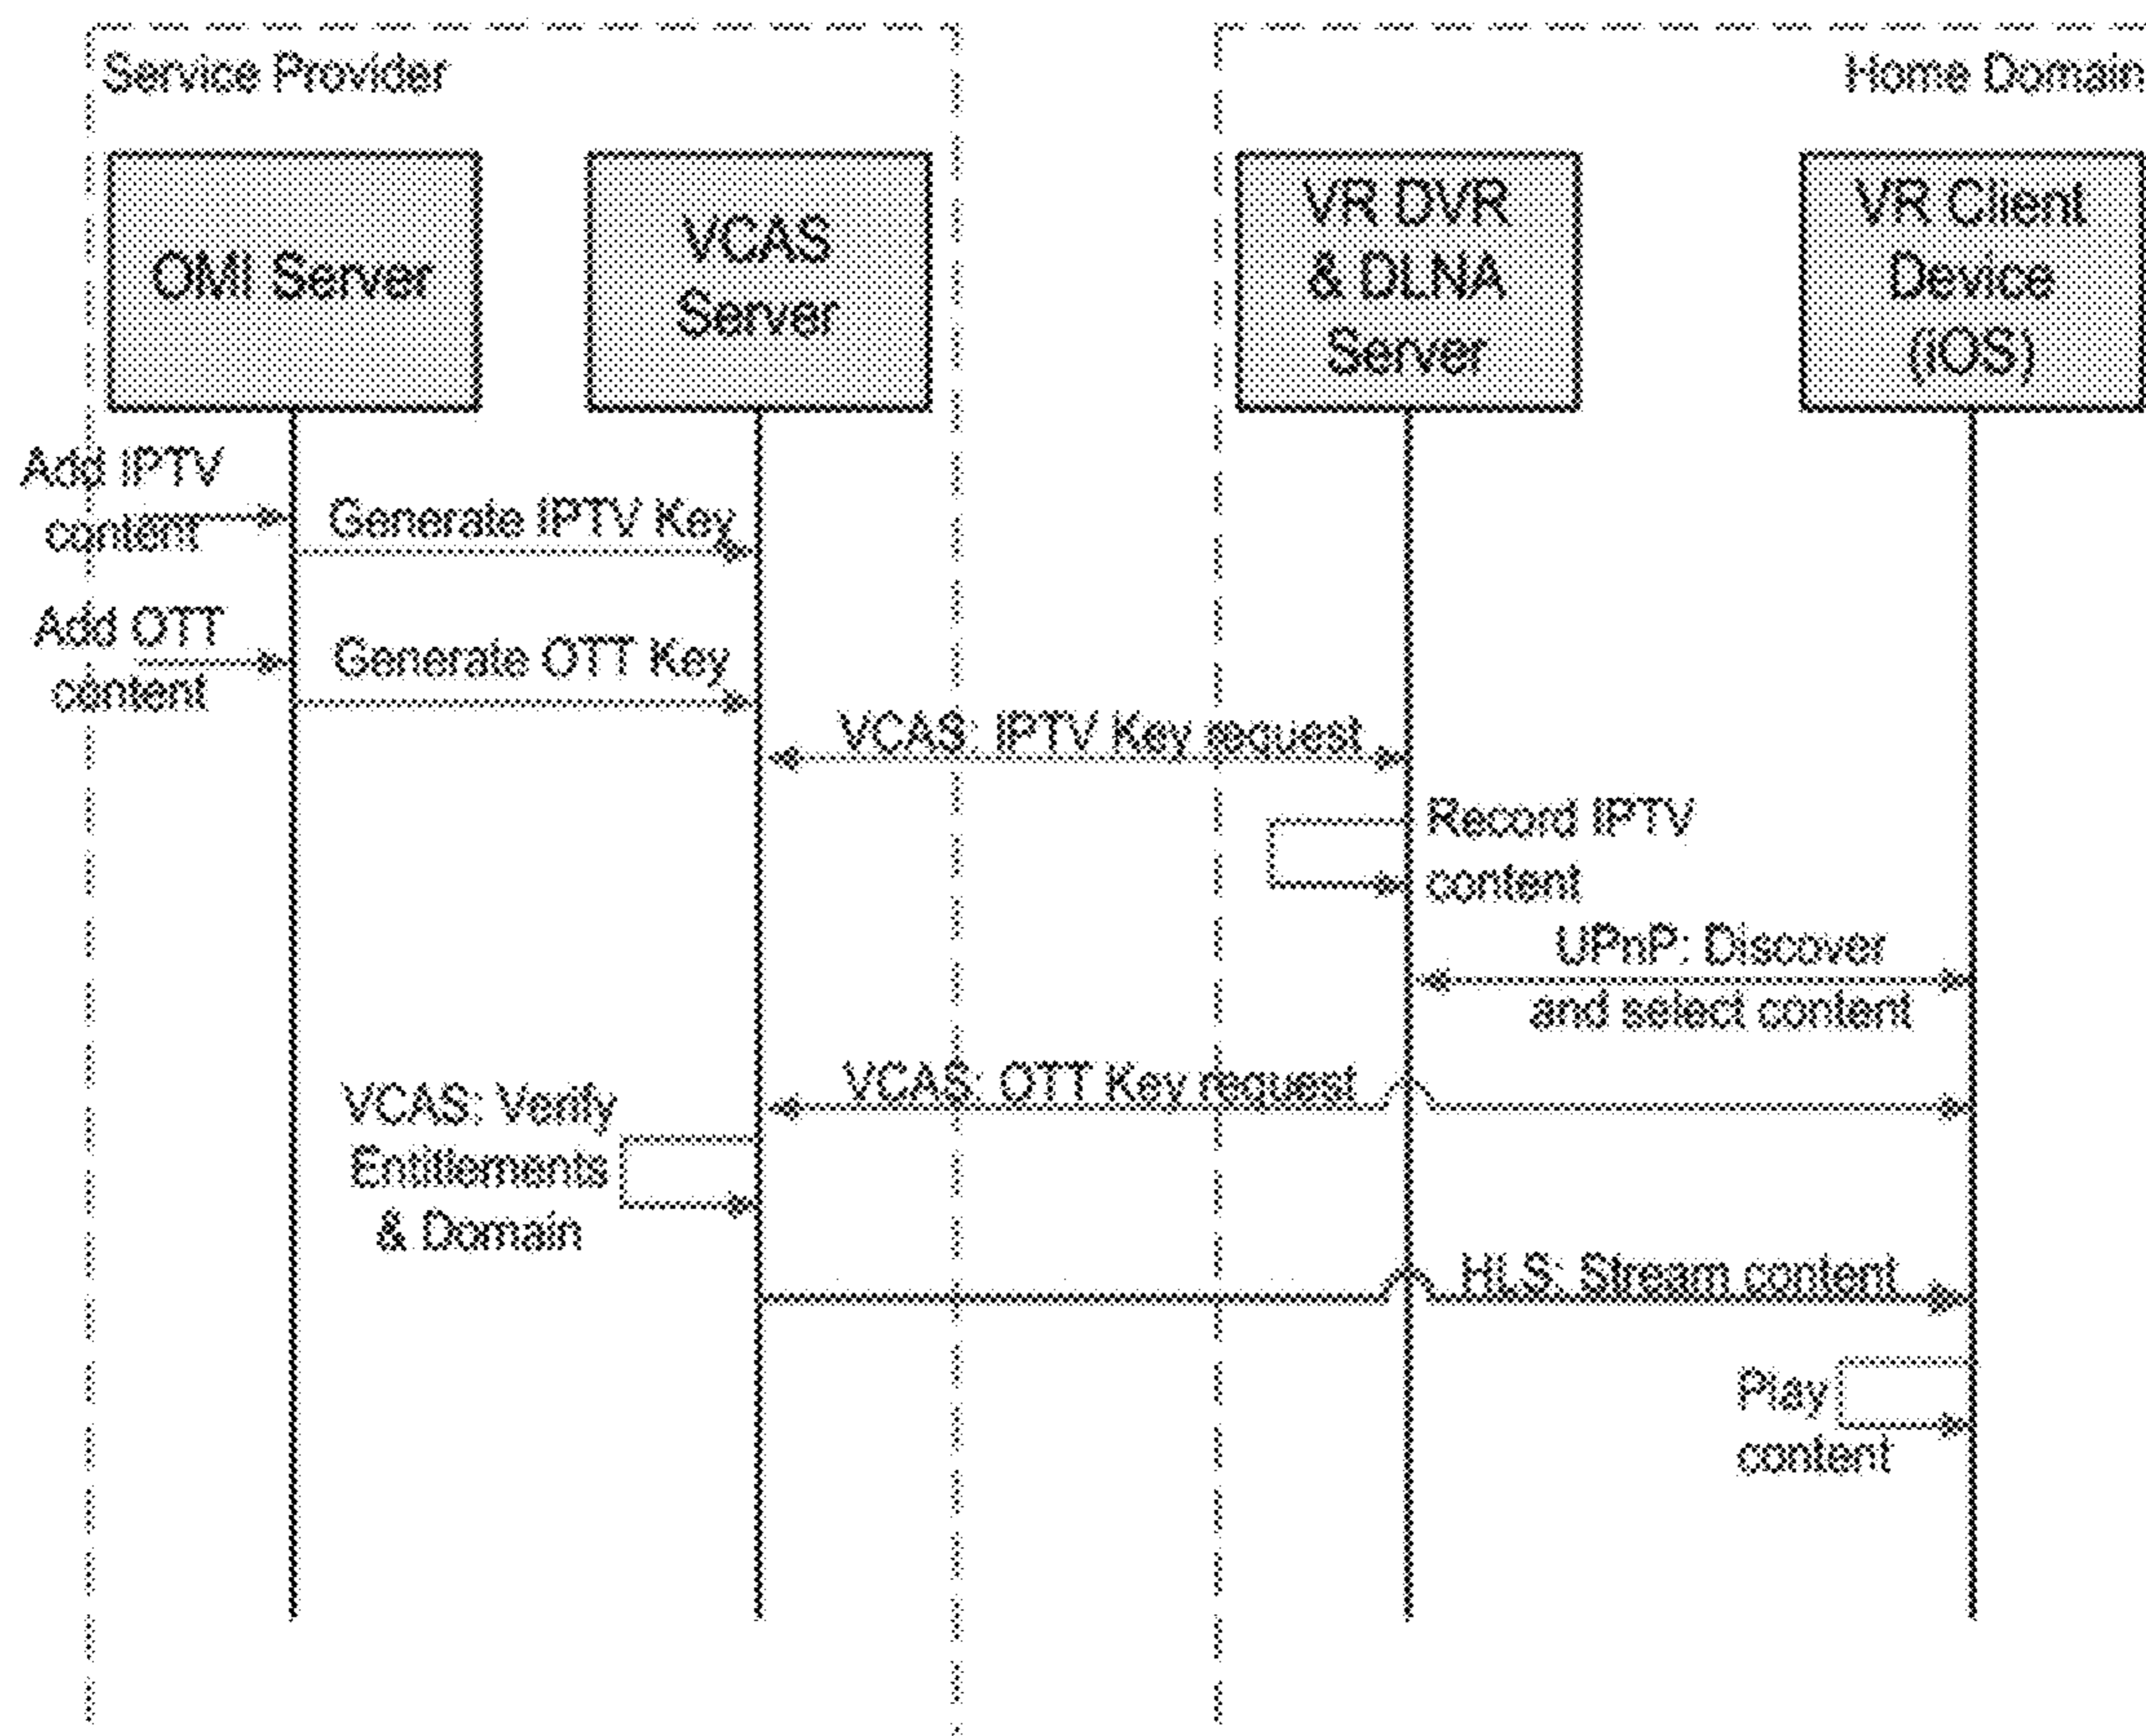 Service Provider
Home Domain
OMI Server
VCAS
Server
VR DVR
& DLNA
Server
VR Client
Device
(iOS)
Add IPTV
content
Generate IPTV Key
Add OTT
content
Generate OTT Key
VCAS: IPTV Key request
Record IPTV
content
UPnP: Discover
and select content
VCAS: OTT Key request
VCAS: Verify
Entitlements
& Domain
HLS: Stream content
Play
content